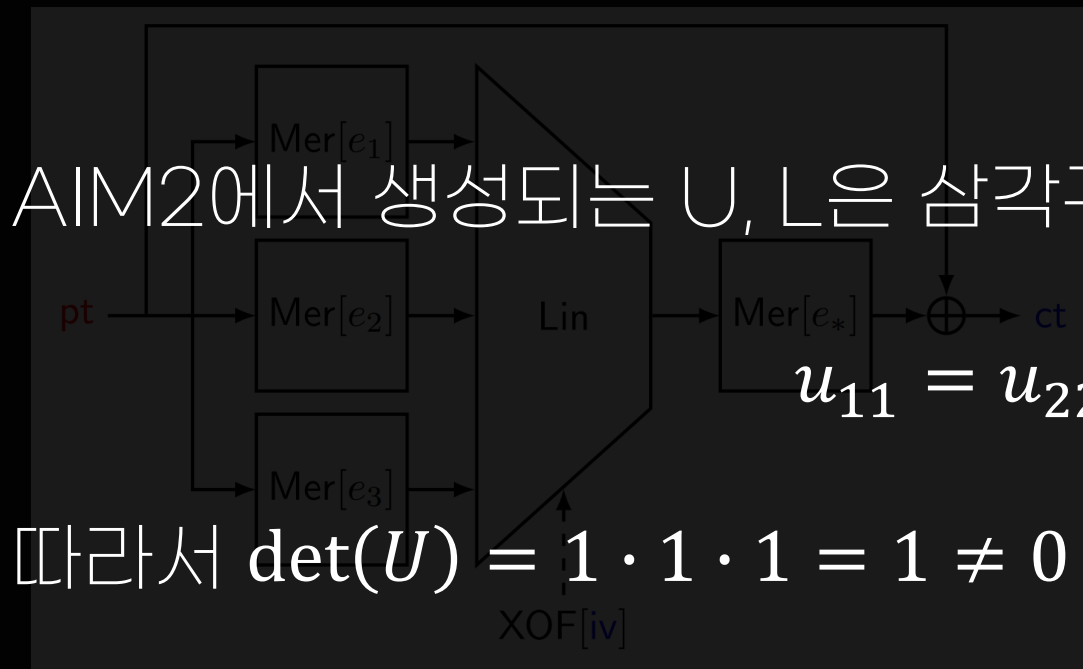 Mer[e₁]
AIM2에서 생성되는 U, L은 삼각
pt
Mer[e₂]
Lin
Mer[e∗]
ct
u₁₁ = u₂₂
Mer[e₃]
따라서 det(U) = 1 · 1 · 1 = 1 ≠ 0
XOF[iv]